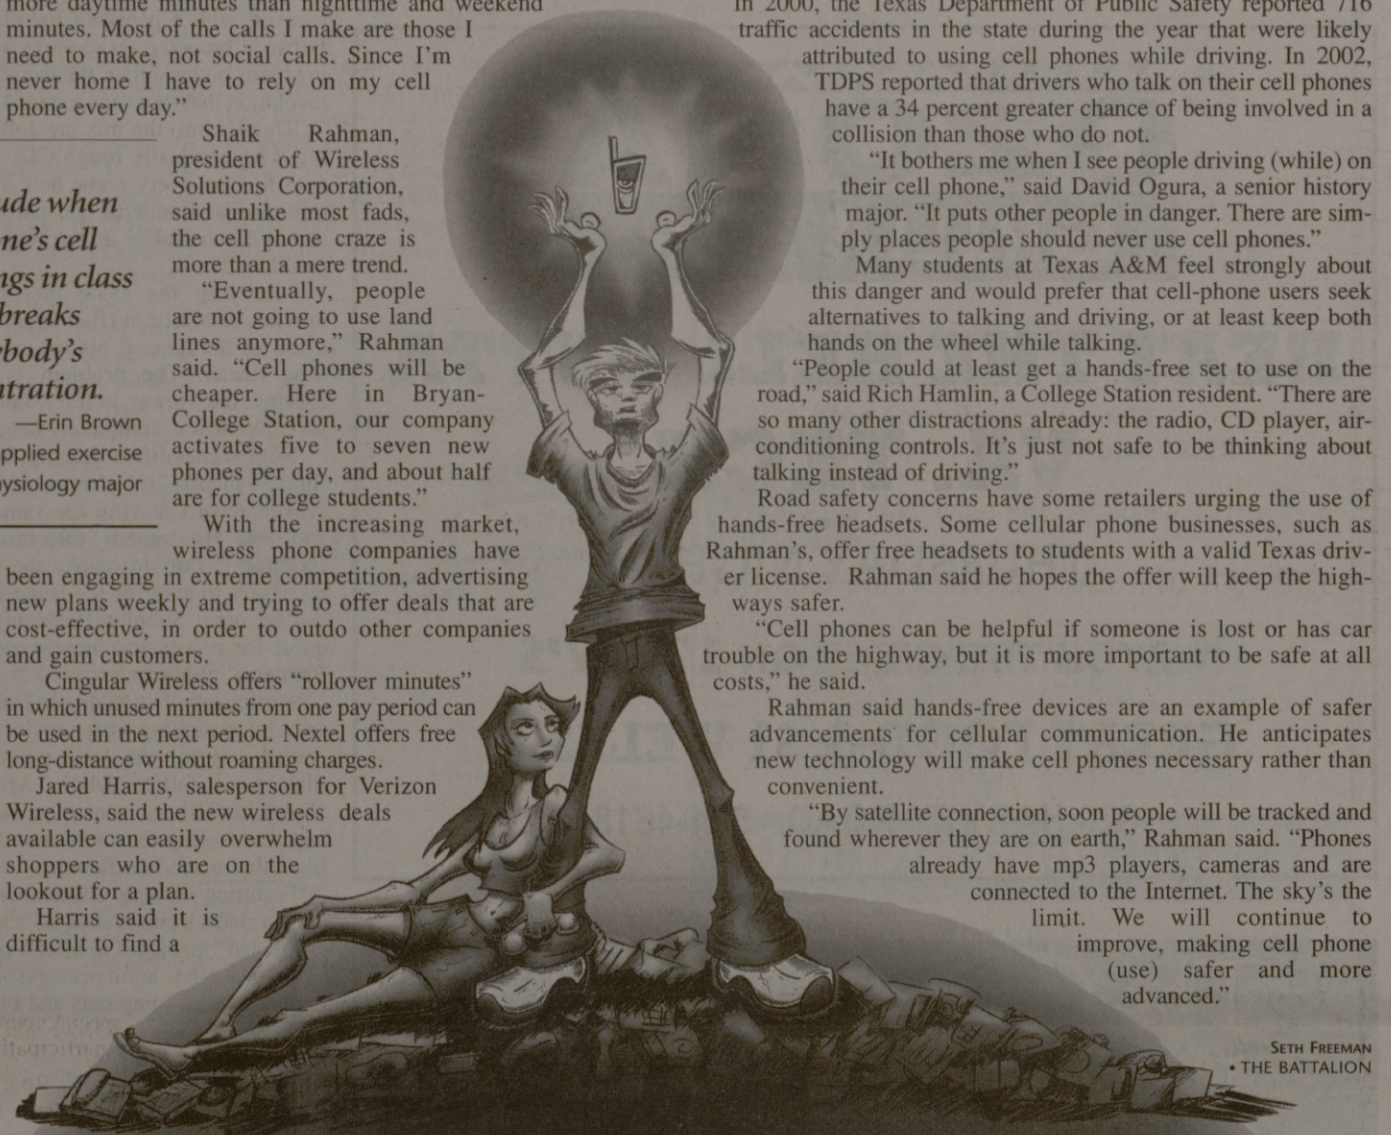 more daytime minutes than nighttime and weekend
minutes. Most of the calls I make are those I
need to make, not social calls. Since I'm
never home I have to rely on my cell
phone every day."
ude when
ne's cell
ngs in class
breaks
ybody's
ntration.
—Erin Brown
applied exercise
hysiology major
Shaik Rahman,
president of Wireless
Solutions Corporation,
said unlike most fads,
the cell phone craze is
more than a mere trend.
"Eventually, people
are not going to use land
lines anymore," Rahman
said. "Cell phones will be
cheaper. Here in Bryan-
College Station, our company
activates five to seven new
phones per day, and about half
are for college students."
With the increasing market,
wireless phone companies have
been engaging in extreme competition, advertising
new plans weekly and trying to offer deals that are
cost-effective, in order to outdo other companies
and gain customers.
Cingular Wireless offers "rollover minutes"
in which unused minutes from one pay period can
be used in the next period. Nextel offers free
long-distance without roaming charges.
Jared Harris, salesperson for Verizon
Wireless, said the new wireless deals
available can easily overwhelm
shoppers who are on the
lookout for a plan.
Harris said it is
difficult to find a
In 2000, the Texas Department of Public Safety reported 716
traffic accidents in the state during the year that were likely
attributed to using cell phones while driving. In 2002,
TDPS reported that drivers who talk on their cell phones
have a 34 percent greater chance of being involved in a
collision than those who do not.
"It bothers me when I see people driving (while) on
their cell phone," said David Ogura, a senior history
major. "It puts other people in danger. There are sim-
ply places people should never use cell phones."
Many students at Texas A&M feel strongly about
this danger and would prefer that cell-phone users seek
alternatives to talking and driving, or at least keep both
hands on the wheel while talking.
"People could at least get a hands-free set to use on the
road," said Rich Hamlin, a College Station resident. "There are
so many other distractions already: the radio, CD player, air-
conditioning controls. It's just not safe to be thinking about
talking instead of driving."
Road safety concerns have some retailers urging the use of
hands-free headsets. Some cellular phone businesses, such as
Rahman's, offer free headsets to students with a valid Texas driv-
er license. Rahman said he hopes the offer will keep the high-
ways safer.
"Cell phones can be helpful if someone is lost or has car
trouble on the highway, but it is more important to be safe at all
costs," he said.
Rahman said hands-free devices are an example of safer
advancements for cellular communication. He anticipates
new technology will make cell phones necessary rather than
convenient.
"By satellite connection, soon people will be tracked and
found wherever they are on earth," Rahman said. "Phones
already have mp3 players, cameras and are
connected to the Internet. The sky's the
limit. We will continue to
improve, making cell phone
(use) safer and more
advanced."
SETH FREEMAN
• THE BATTALION